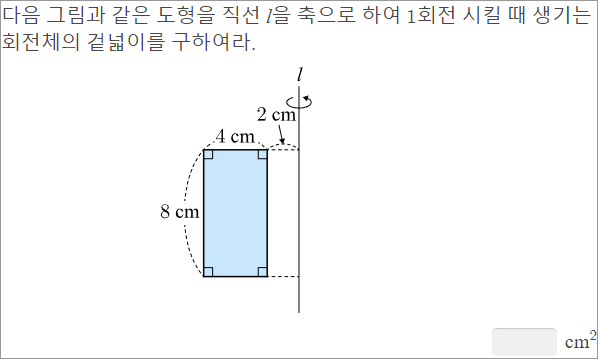 다음 그림과 같은 도형을 직선 l을 축으로 하여 1회전 시킬 때 생기는
회전체의 겉넓이를 구하여라.
l
2 cm
4 cm
8 cm
cm²